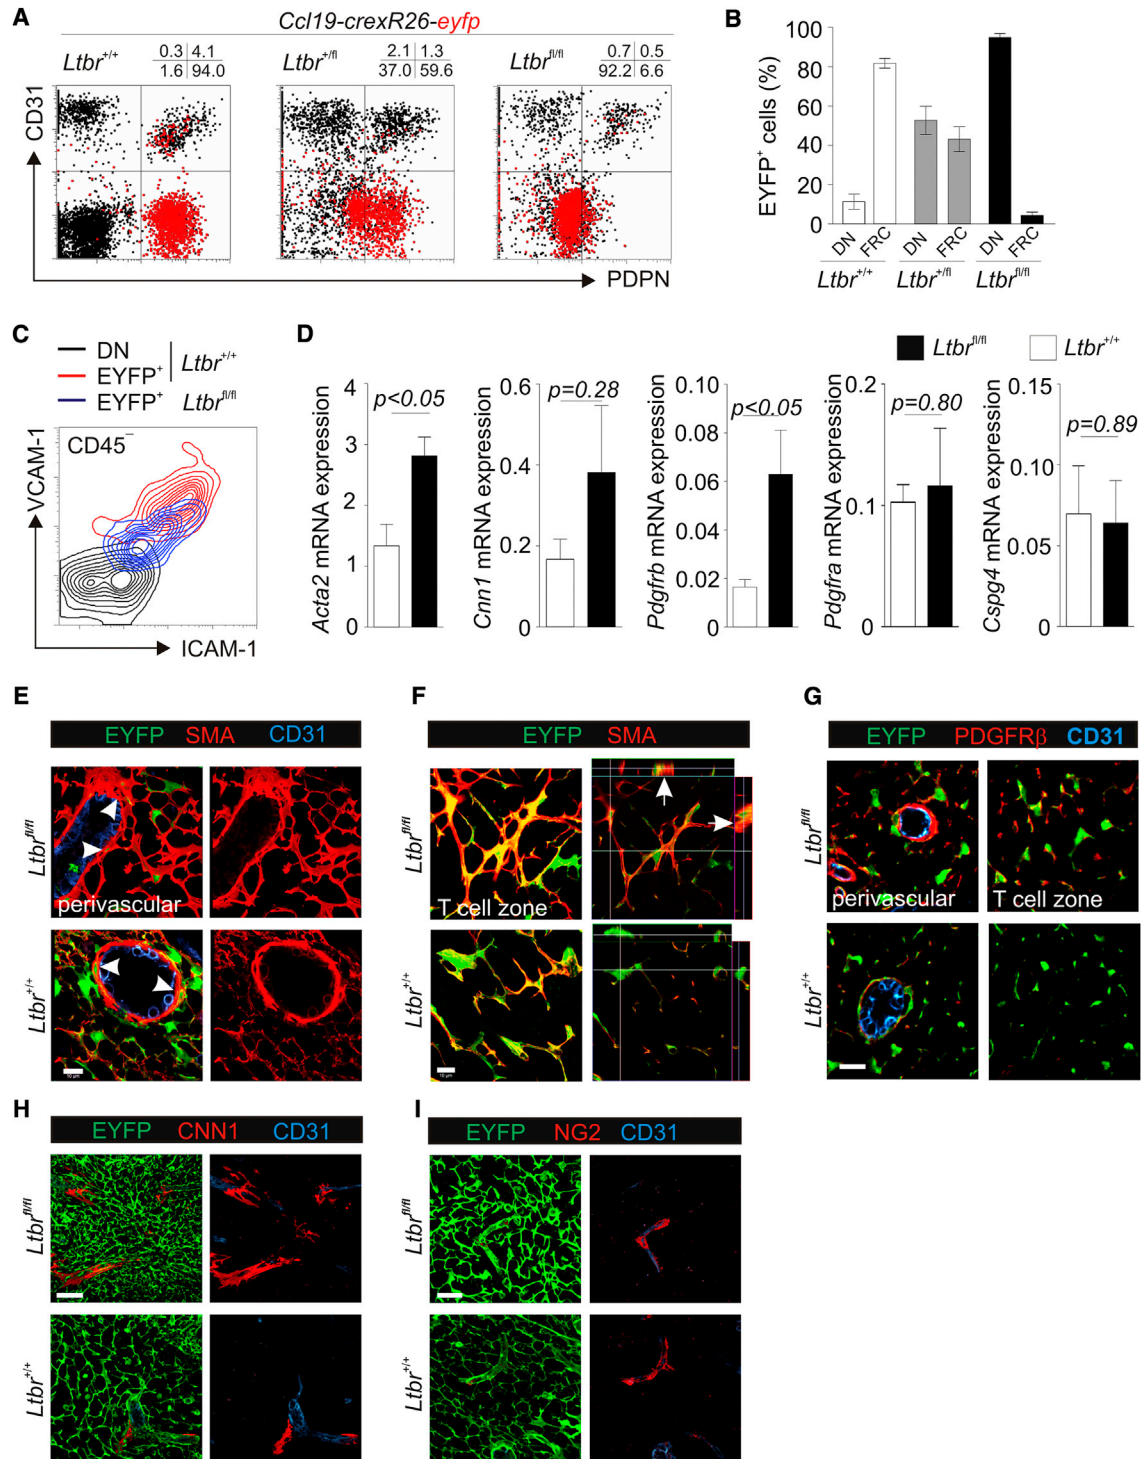 A
Ccl19-crexR26-eyfp
Ltbr+/+
0.3 4.1
1.6 94.0
Ltbr+/fl
2.1 1.3
37.0 59.6
Ltbrfl/fl
0.7 0.5
92.2 6.6
CD31
PDPN
B
EYFP+ cells (%)
100
80
60
40
20
0
DN FRC DN FRC DN FRC
Ltbr+/+ Ltbr+/fl Ltbrfl/fl
C
DN
EYFP+
Ltbr+/+
EYFP+ Ltbrfl/fl
CD45−
VCAM-1
ICAM-1
D
Ltbrfl/fl Ltbr+/+
Acta2 mRNA expression
4
3
2
1
0
p<0.05
Cnn1 mRNA expression
0.6
0.4
0.2
0
p=0.28
Pdgfrb mRNA expression
0.10
0.08
0.06
0.04
0.02
0
p<0.05
Pdgfra mRNA expression
0.2
0.1
0
p=0.80
Cspg4 mRNA expression
0.15
0.10
0.05
0
p=0.89
E
EYFP SMA CD31
Ltbrfl/fl
perivascular
Ltbr+/+
10 µm
F
EYFP SMA
Ltbrfl/fl
T cell zone
Ltbr+/+
10 µm
G
EYFP PDGFRβ CD31
Ltbrfl/fl
perivascular
T cell zone
Ltbr+/+
H
EYFP CNN1 CD31
Ltbrfl/fl
Ltbr+/+
I
EYFP NG2 CD31
Ltbrfl/fl
Ltbr+/+